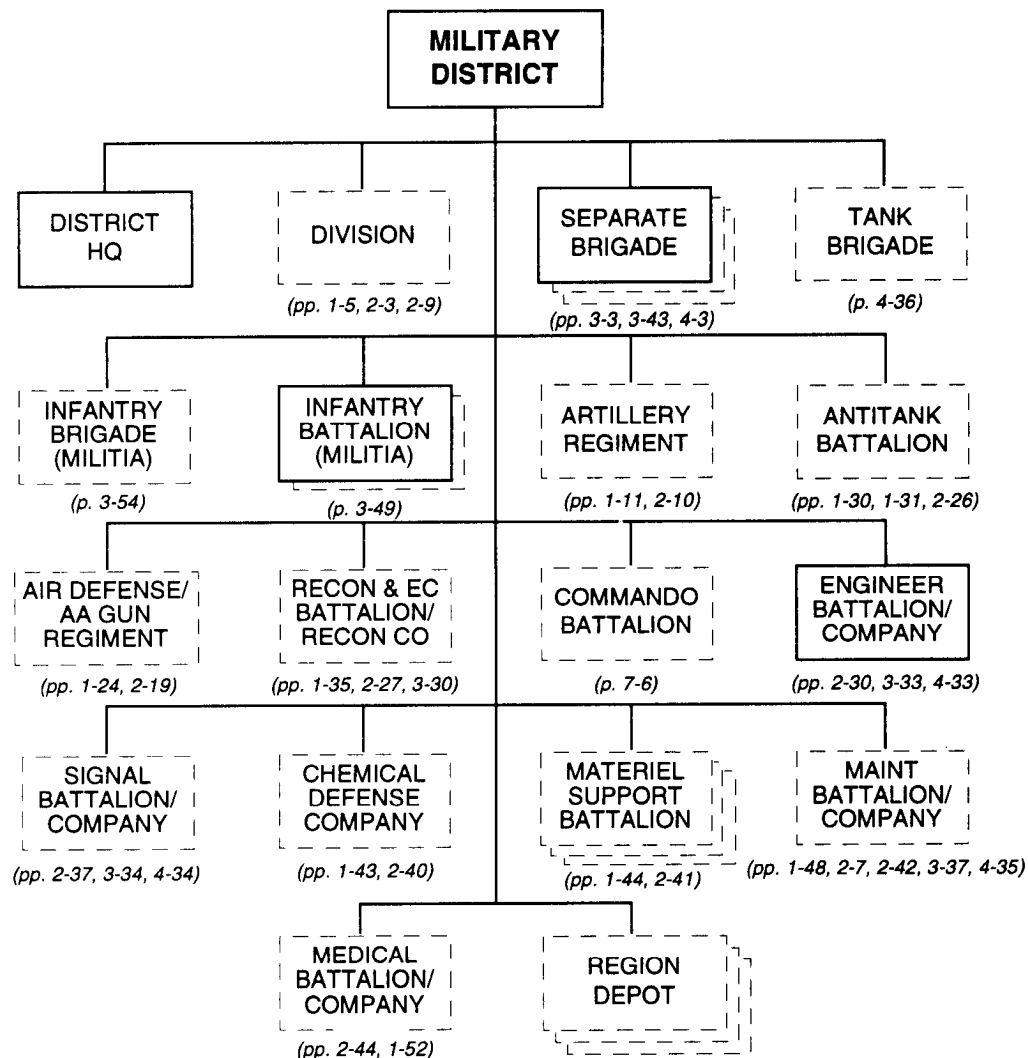 MILITARY
DISTRICT
DISTRICT
HQ
DIVISION
(pp. 1-5, 2-3, 2-9)
SEPARATE
BRIGADE
(pp. 3-3, 3-43, 4-3)
TANK
BRIGADE
(p. 4-36)
INFANTRY
BRIGADE
(MILITIA)
(p. 3-54)
INFANTRY
BATTALION
(MILITIA)
(p. 3-49)
ARTILLERY
REGIMENT
(pp. 1-11, 2-10)
ANTITANK
BATTALION
(pp. 1-30, 1-31, 2-26)
AIR DEFENSE/
AA GUN
REGIMENT
(pp. 1-24, 2-19)
RECON & EC
BATTALION/
RECON CO
(pp. 1-35, 2-27, 3-30)
COMMANDO
BATTALION
(p. 7-6)
ENGINEER
BATTALION/
COMPANY
(pp. 2-30, 3-33, 4-33)
SIGNAL
BATTALION/
COMPANY
(pp. 2-37, 3-34, 4-34)
CHEMICAL
DEFENSE
COMPANY
(pp. 1-43, 2-40)
MATERIEL
SUPPORT
BATTALION
(pp. 1-44, 2-41)
MAINT
BATTALION/
COMPANY
(pp. 1-48, 2-7, 2-42, 3-37, 4-35)
MEDICAL
BATTALION/
COMPANY
(pp. 2-44, 1-52)
REGION
DEPOT